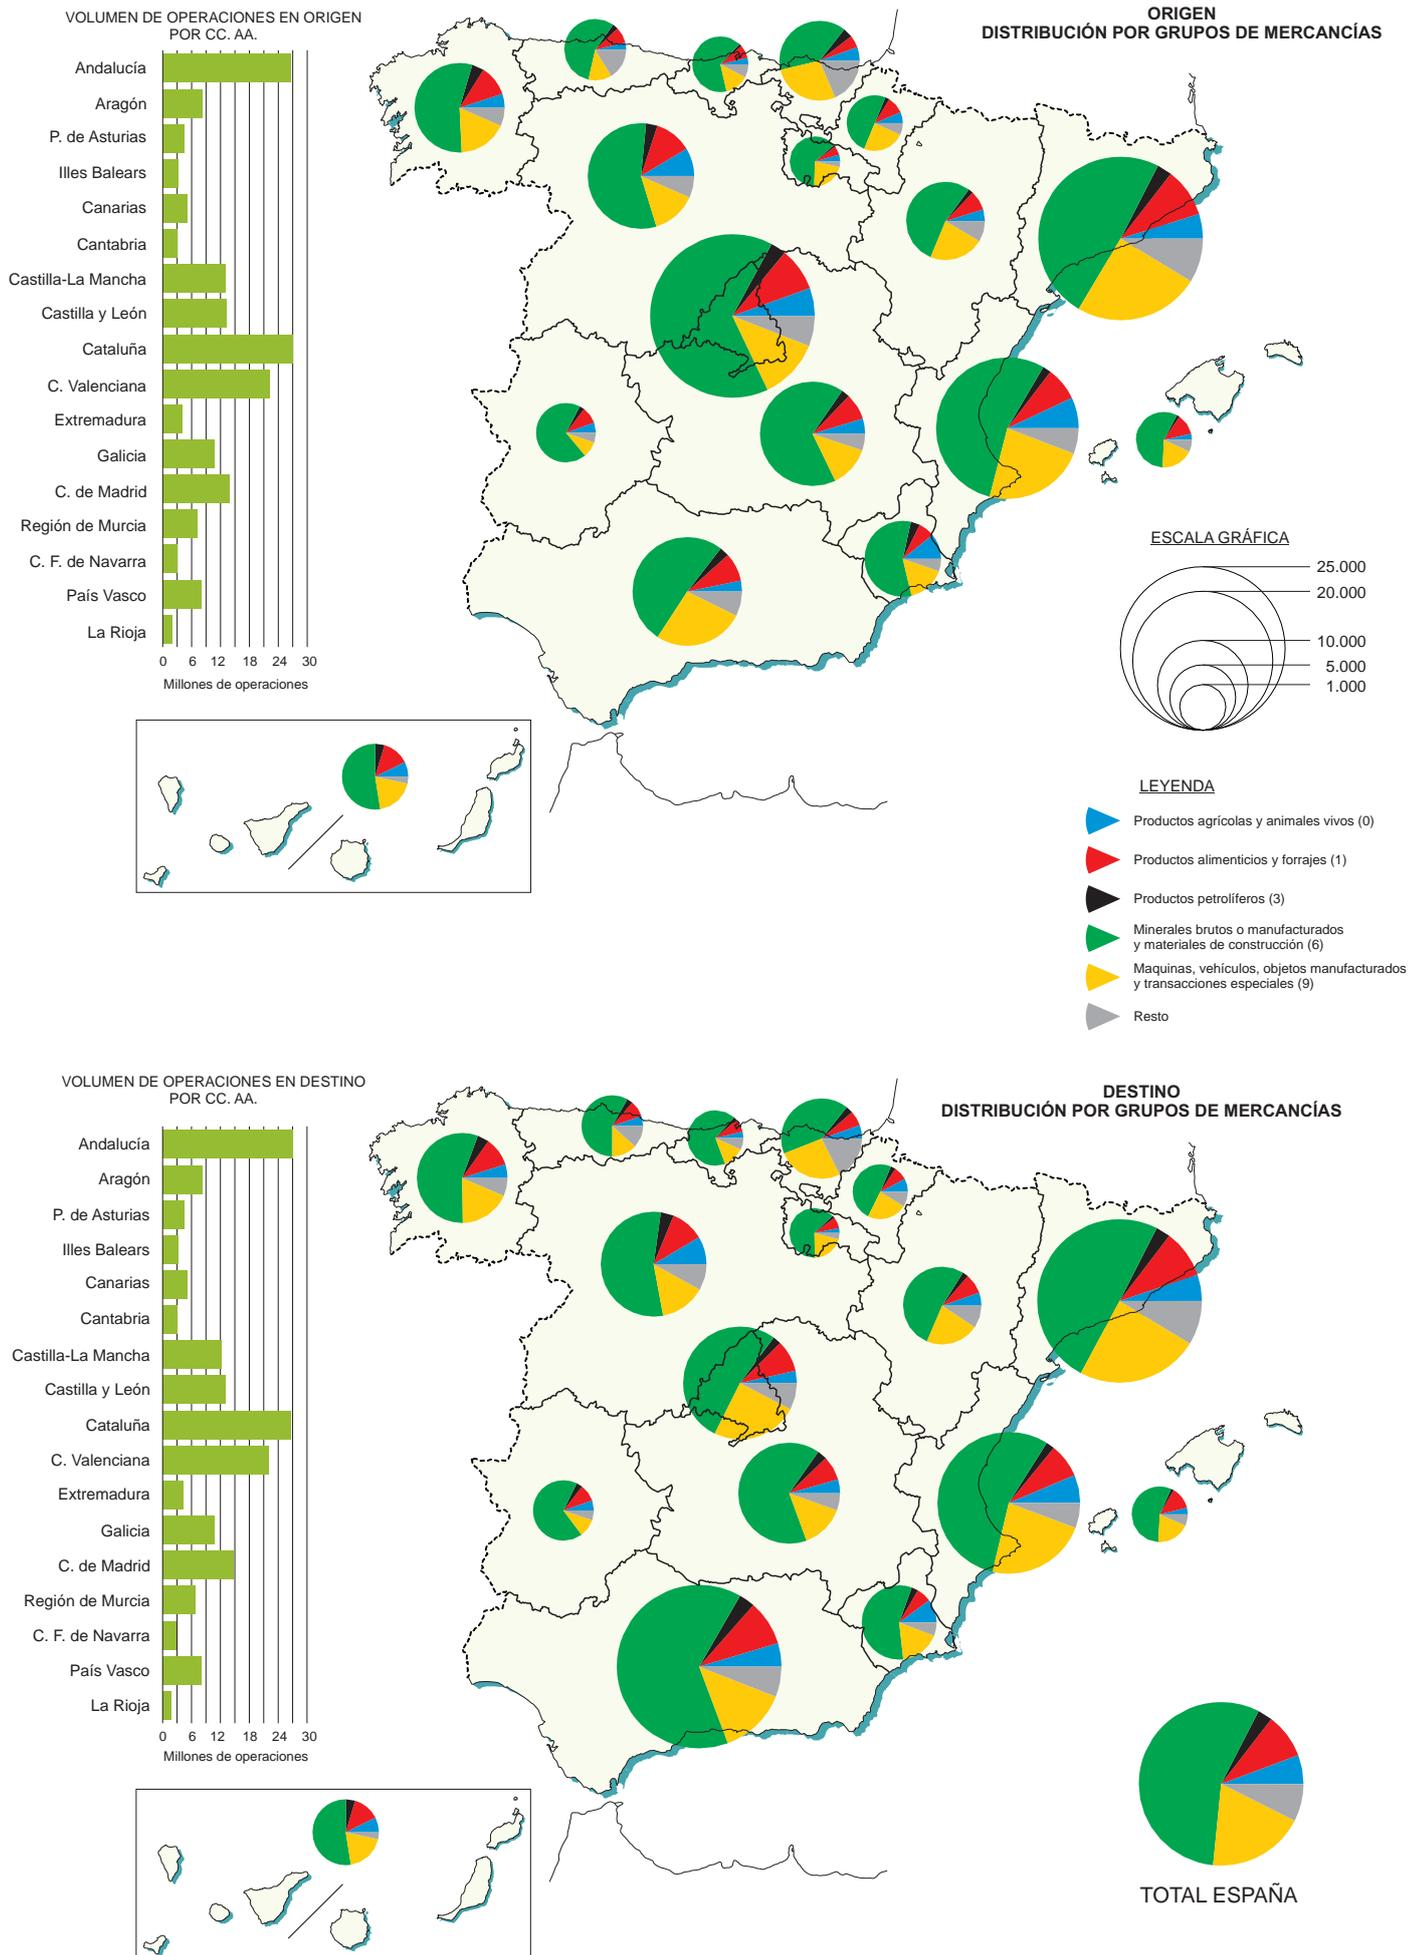 VOLUMEN DE OPERACIONES EN ORIGEN
POR CC. AA.
Andalucía
Aragón
P. de Asturias
Illes Balears
Canarias
Cantabria
Castilla-La Mancha
Castilla y León
Cataluña
C. Valenciana
Extremadura
Galicia
C. de Madrid
Región de Murcia
C. F. de Navarra
País Vasco
La Rioja
0 6 12 18 24 30
Millones de operaciones
ORIGEN
DISTRIBUCIÓN POR GRUPOS DE MERCANCÍAS
ESCALA GRÁFICA
25.000
20.000
10.000
5.000
1.000
LEYENDA
Productos agrícolas y animales vivos (0)
Productos alimenticios y forrajes (1)
Productos petrolíferos (3)
Minerales brutos o manufacturados
y materiales de construcción (6)
Maquinas, vehículos, objetos manufacturados
y transacciones especiales (9)
Resto
VOLUMEN DE OPERACIONES EN DESTINO
POR CC. AA.
Andalucía
Aragón
P. de Asturias
Illes Balears
Canarias
Cantabria
Castilla-La Mancha
Castilla y León
Cataluña
C. Valenciana
Extremadura
Galicia
C. de Madrid
Región de Murcia
C. F. de Navarra
País Vasco
La Rioja
0 6 12 18 24 30
Millones de operaciones
DESTINO
DISTRIBUCIÓN POR GRUPOS DE MERCANCÍAS
TOTAL ESPAÑA